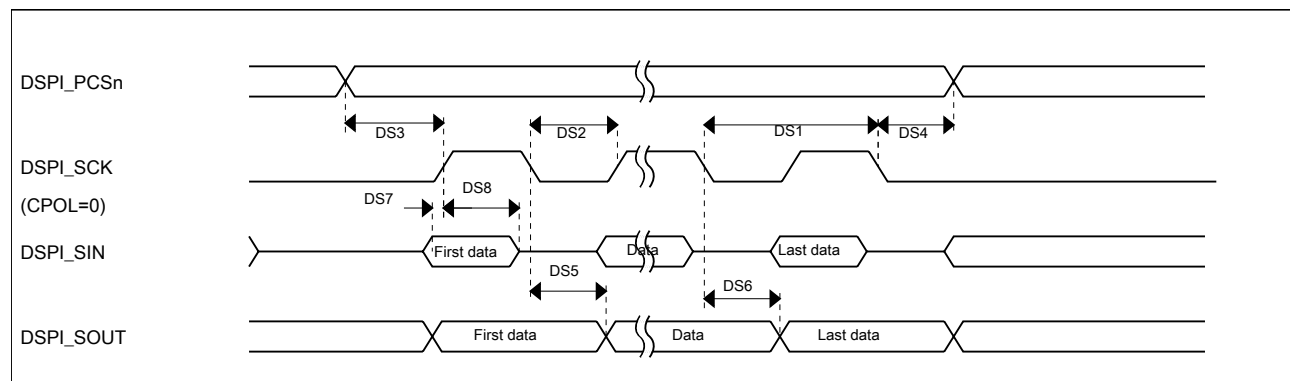 DSPI_PCSn
DS3
DS2
DS1
DS4
DSPI_SCK
(CPOL=0)
DS7
DS8
DSPI_SIN
First data
Data
Last data
DS5
DS6
DSPI_SOUT
First data
Data
Last data